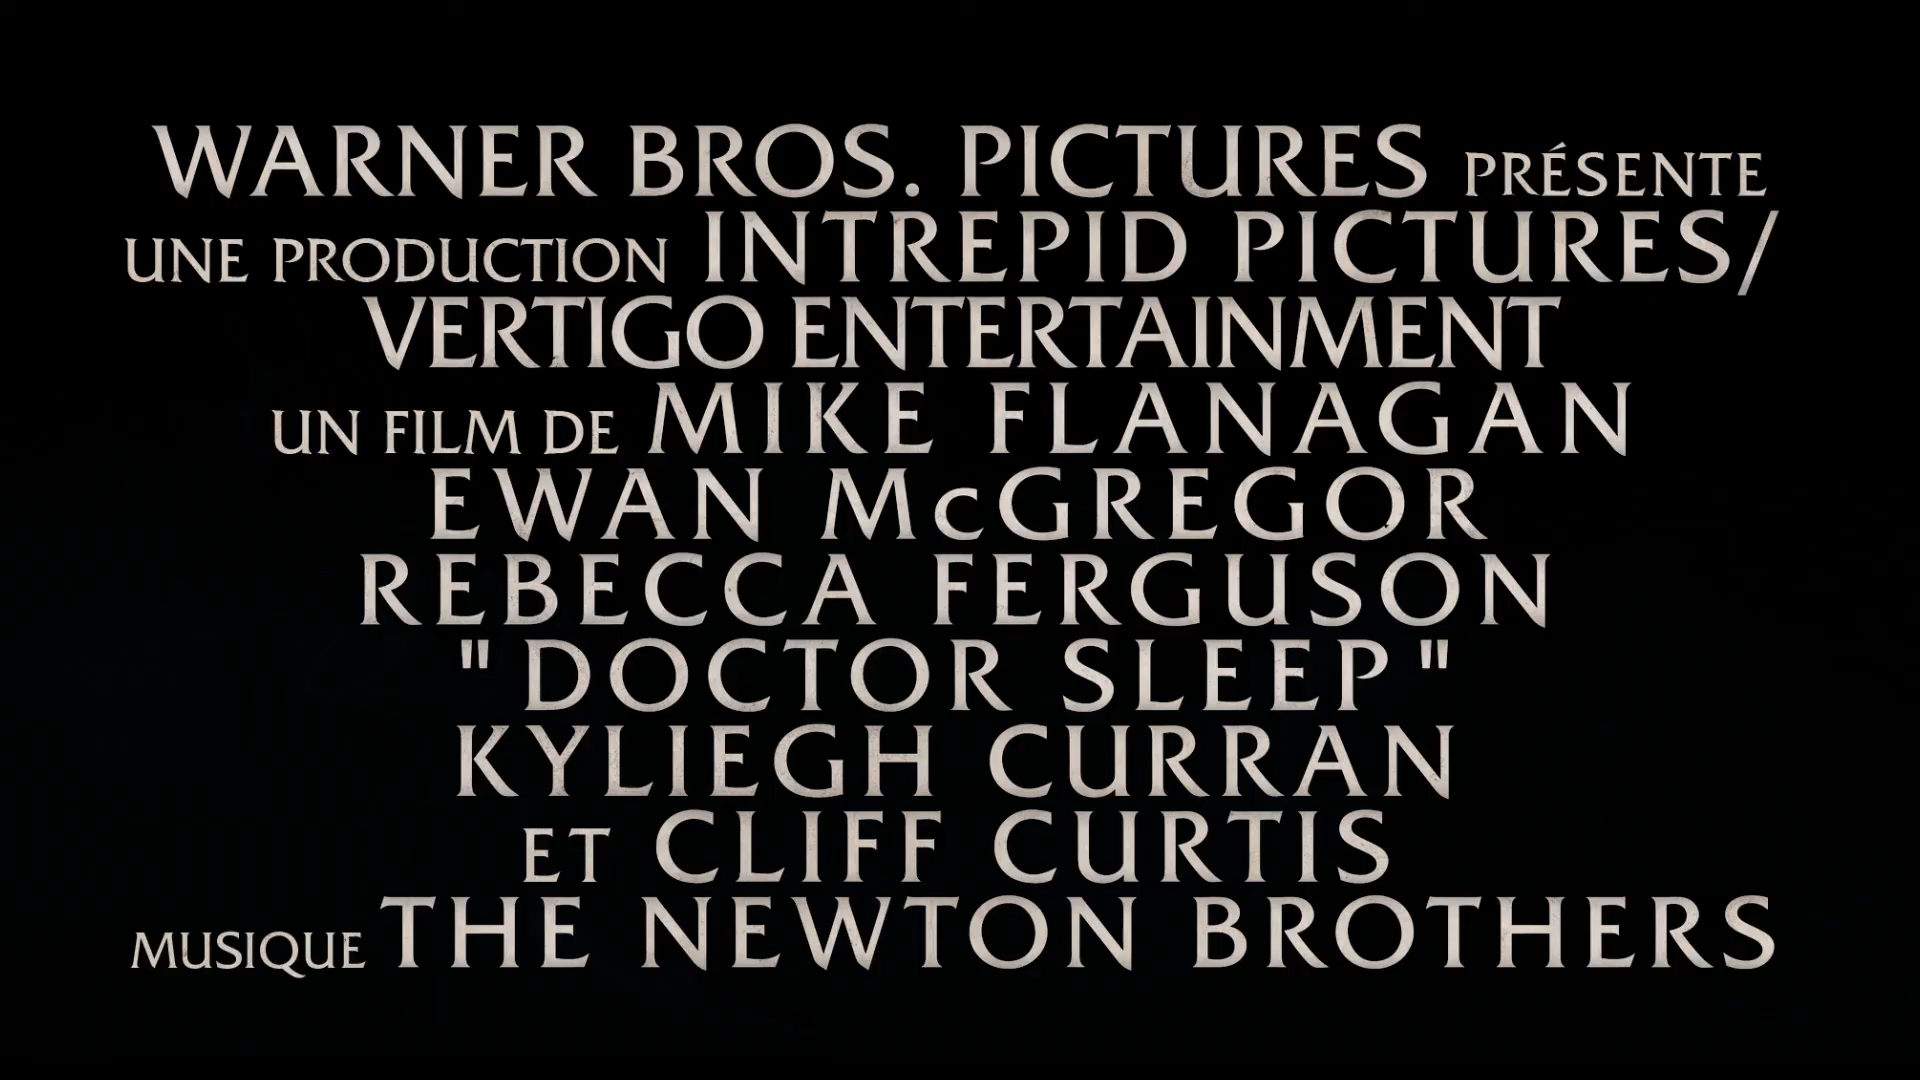 WARNER BROS. PICTURES PRÉSENTE
UNE PRODUCTION INTREPID PICTURES/
VERTIGO ENTERTAINMENT
UN FILM DE MIKE FLANAGAN
EWAN McGREGOR
REBECCA FERGUSON
"DOCTOR SLEEP"
KYLIEGH CURRAN
ET CLIFF CURTIS
MUSIQUE THE NEWTON BROTHERS